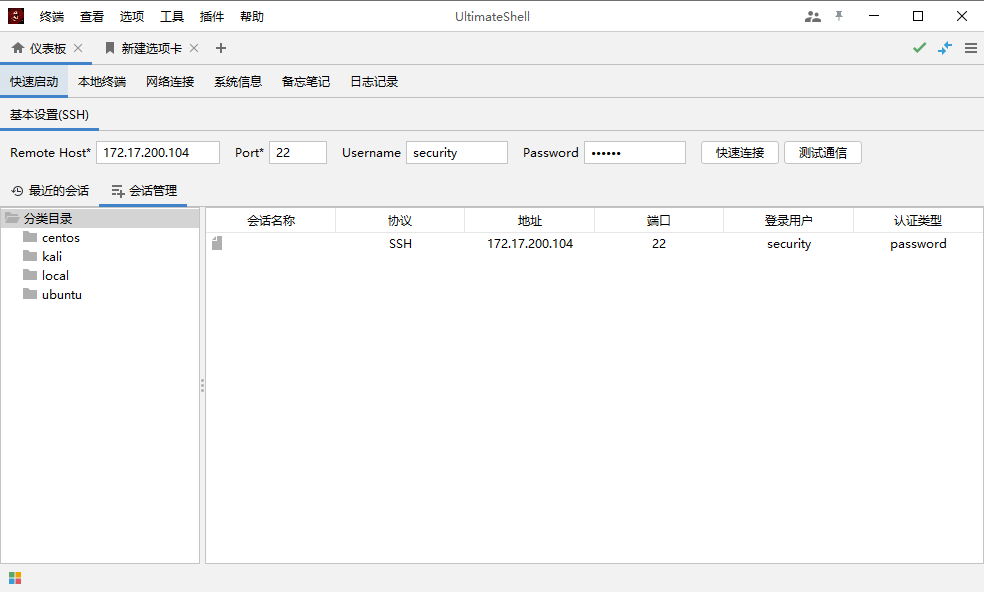 终端 查看 选项 工具 插件 帮助 UltimateShell
仪表板 新建选项卡
快速启动 本地终端 网络连接 系统信息 备忘笔记 日志记录
基本设置(SSH)
Remote Host* 172.17.200.104 Port* 22 Username security Password •••••• 快速连接 测试通信
最近的会话 会话管理
分类目录 会话名称 协议 地址 端口 登录用户 认证类型
centos SSH 172.17.200.104 22 security password
kali
local
ubuntu